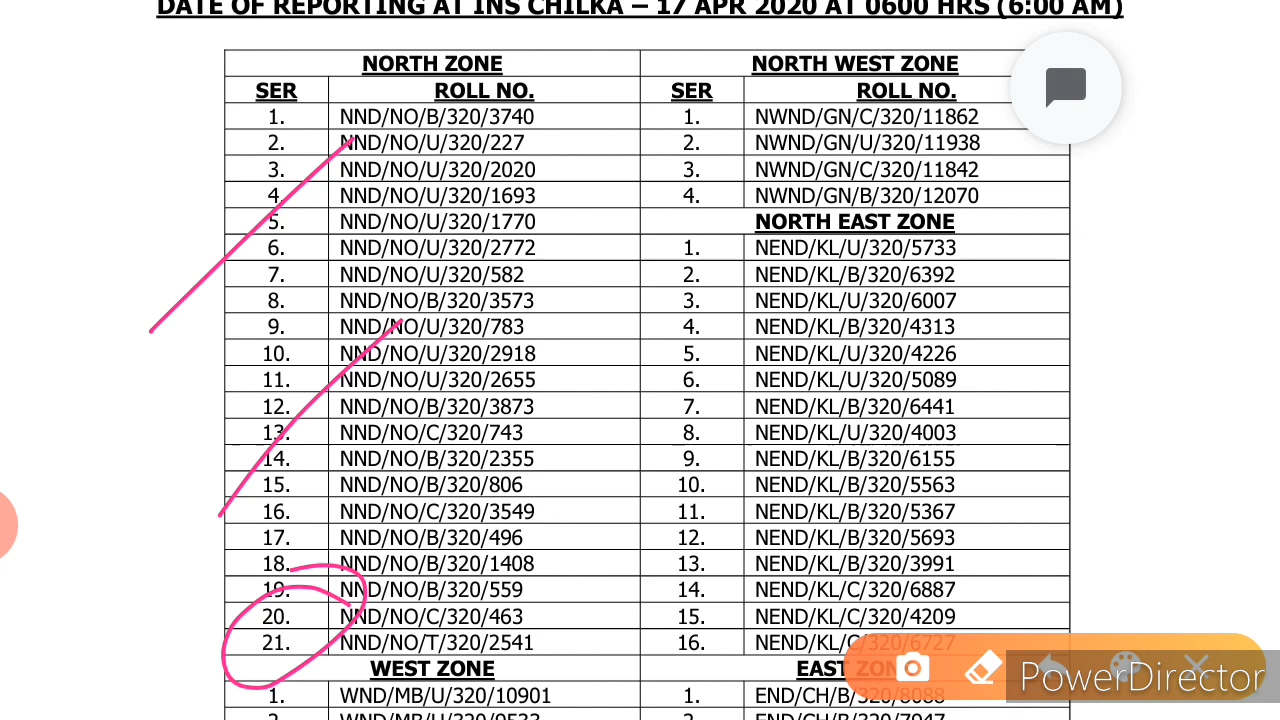 DATE OF REPORTING AT INS CHILKA – 17 APR 2020 AT 0600 HRS (6:00 AM)
NORTH ZONE NORTH WEST ZONE
SER ROLL NO. SER ROLL NO.
1. NND/NO/B/320/3740 1. NWND/GN/C/320/11862
2. NND/NO/U/320/227 2. NWND/GN/U/320/11938
3. NND/NO/U/320/2020 3. NWND/GN/C/320/11842
4. NND/NO/U/320/1693 4. NWND/GN/B/320/12070
5. NND/NO/U/320/1770 NORTH EAST ZONE
6. NND/NO/U/320/2772 1. NEND/KL/U/320/5733
7. NND/NO/U/320/582 2. NEND/KL/B/320/6392
8. NND/NO/B/320/3573 3. NEND/KL/U/320/6007
9. NND/NO/U/320/783 4. NEND/KL/B/320/4313
10. NND/NO/U/320/2918 5. NEND/KL/U/320/4226
11. NND/NO/U/320/2655 6. NEND/KL/U/320/5089
12. NND/NO/B/320/3873 7. NEND/KL/B/320/6441
13. NND/NO/C/320/743 8. NEND/KL/U/320/4003
14. NND/NO/B/320/2355 9. NEND/KL/B/320/6155
15. NND/NO/B/320/806 10. NEND/KL/B/320/5563
16. NND/NO/C/320/3549 11. NEND/KL/B/320/5367
17. NND/NO/B/320/496 12. NEND/KL/B/320/5693
18. NND/NO/B/320/1408 13. NEND/KL/B/320/3991
19. NND/NO/B/320/559 14. NEND/KL/C/320/6887
20. NND/NO/C/320/463 15. NEND/KL/C/320/4209
21. NND/NO/T/320/2541 16. NEND/KL/C/320/6727
WEST ZONE EAST ZONE
1. WND/MB/U/320/10901 1. END/CH/B/320/8088
2. WND/MB/U/320/9533 2. END/CH/B/320/7947
PowerDirector